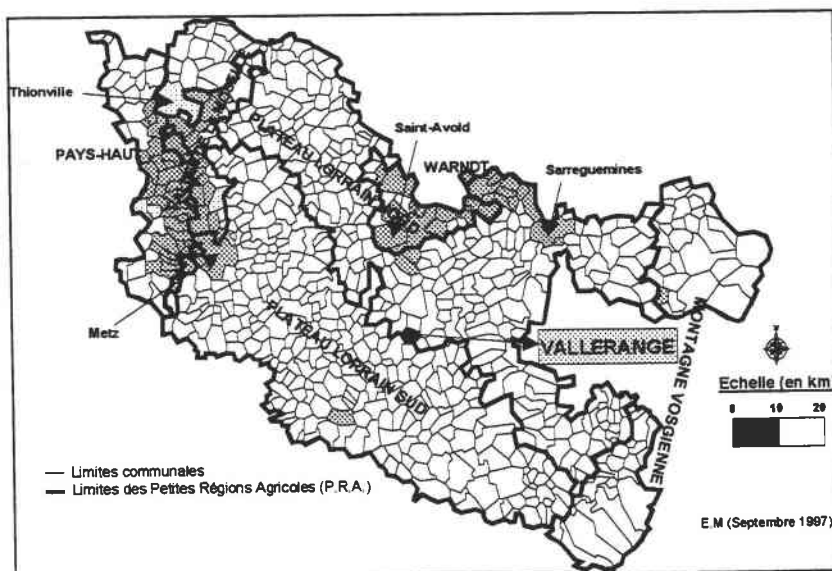 Thionville
Saint-Avold
PAYS-HAUT
WARNDT
Sarreguemines
PLATEAU LORRAIN NORD
Metz
PLATEAU LORRAIN SUD
VALLERANGE
MONTAGNE VOSGIENNE
Echelle (en km)
0 10 20
Limites communales
Limites des Petites Régions Agricoles (P.R.A.)
E.M (Septembre 1997)